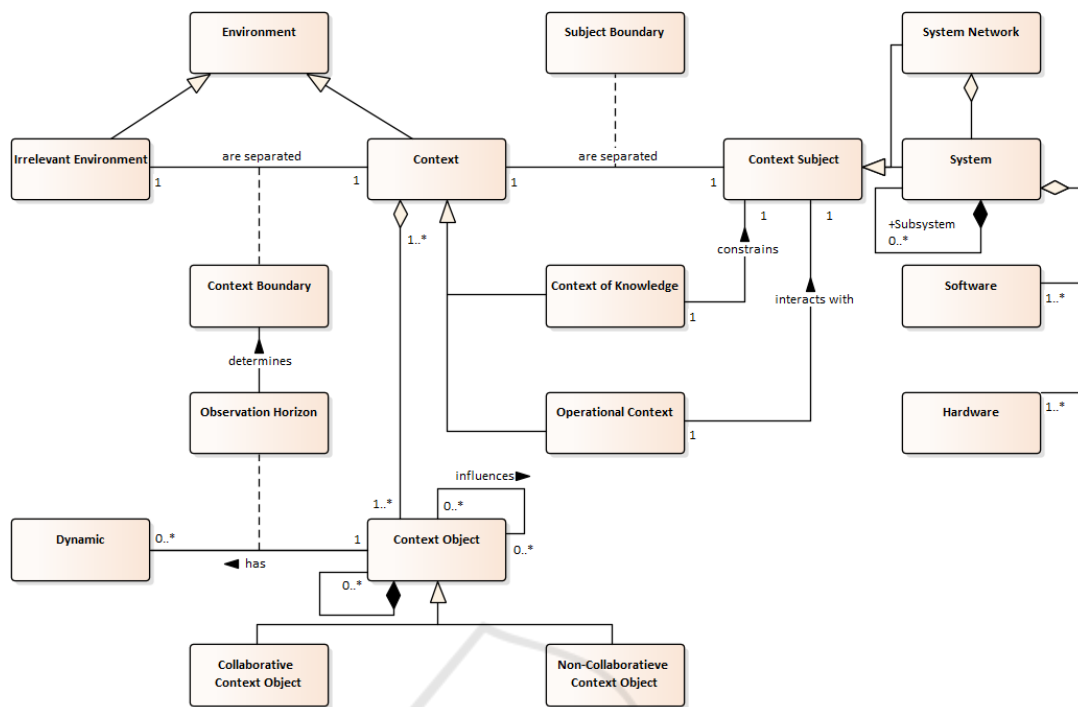 Environment
Subject Boundary
System Network
Irrelevant Environment
are separated
1
1
Context
are separated
1
1
Context Subject
System
1..*
1
1
+Subsystem
0..*
constrains
Context Boundary
Context of Knowledge
1
interacts with
Software
1..*
determines
Observation Horizon
Operational Context
1
Hardware
1..*
influences
1..*
0..*
Dynamic
0..*
1
Context Object
0..*
has
0..*
Collaborative
Context Object
Non-Collaboratieve
Context Object